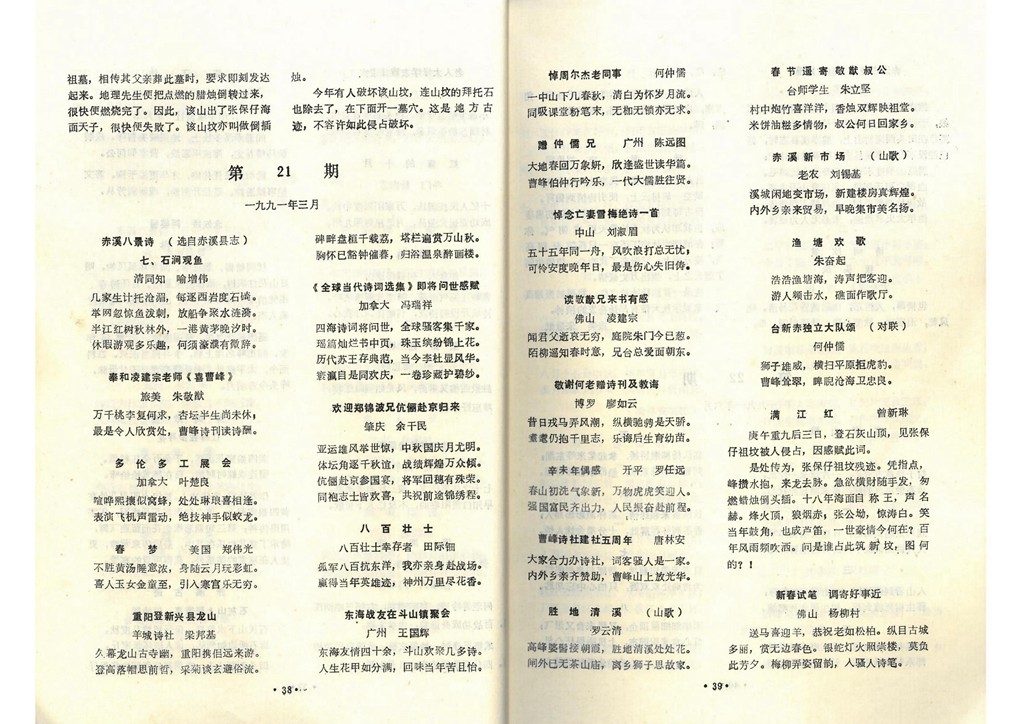 祖墓,相传其父亲葬此墓时,要求即刻发达
起来。地理先生便把点燃的腊烛倒转过来,
很快便燃烧完了。因此,该山出了张保仔海
面天子,很快便失败了。该山坟亦叫做倒插
烛。
今年有人破坏该山坟,连山坟的拜托石
也除去了,在下面开一墓穴。这是地方古
迹,不容许如此侵占破坏。
第 21 期
一九九一年三月
赤溪八景诗 (选自赤溪县志)
七、石涧观鱼
清同知 喻增伟
几家生计托沧湄,每逐西岩度石矶。
举网忽惊鱼泼刺,放船争聚水涟漪。
半江红树秋林外,一港黄茅晚汐时。
休暇游观多乐趣,何须濠濮有微辞。
奉和凌建宗老师《喜曹峰》
旅美 朱敬猷
万千桃李复何求,杏坛半生尚未休;
最是令人欣赏处,曹峰诗刊读诗酬。
多伦多工展会
加拿大 叶楚良
喧哗熙攘似窝蜂,处处琳琅喜相逢。
表演飞机声雷动,绝技神手似蛟龙。
春梦 美国 郑伟光
不胜黄汤睡意浓,身随云月玩彩虹。
喜人玉女金童至,引入寒宫乐无穷。
重阳登新兴县龙山
羊城诗社 梁邦基
久慕龙山古寺幽,重阳携侣远来游。
登高落帽思前哲,采菊谈玄避俗流。
碑畔盘桓千载荔,塔栏遍赏万山秋。
胸怀已豁钟催暮,归浴温泉醉丽楼。
《全球当代诗词选集》即将问世感赋
加拿大 冯瑞祥
四海诗词将问世,全球骚客集千家。
瑶篇灿烂书中页,珠玉缤纷锦上花。
历代苏王存典范,当今李杜显风华。
寰瀛自是同欢庆,一卷珍藏护碧纱。
欢迎郑锦波兄伉俪赴京归来
肇庆 余干民
亚运雄风举世惊,中秋国庆月尤明。
体坛角逐千秋谊,战绩辉煌万众倾。
伉俪赴京参国宴,将军回穗有殊荣。
同袍志士皆欢喜,共祝前途锦绣程。
八百壮士
八百壮士幸存者 田际钿
孤军八百抗东洋,我亦亲身赴战场。
赢得当年英雄迹,神州万里尽花香。
东海战友在斗山镇聚会
广州 王国辉
东海友情四十余,斗山欢聚几多诗。
人生花甲如分满,回味当年苦且怡。
·38·
悼周尔杰老同事 何仲儒
一中山下几春秋,清白为怀岁月流。
同吸课堂粉笔末,无枷无锁亦无求。
赠仲儒兄 广州 陈远图
大地春回万象妍,欣逢盛世读华篇。
曹峰伯仲行吟乐,一代大儒胜往贤。
悼念亡妻雪梅绝诗一首
中山 刘淑眉
五十五年同一舟,风吹浪打总无忧;
可怜安度晚年日,最是伤心失旧俦。
读敬猷兄来书有感
佛山 凌建宗
闻君父逝哀无穷,庭院朱门今已愁。
陌柳遥知春时意,兄台总爱面朝东。
敬谢何老赠诗刊及教诲
博罗 廖如云
昔日戎马弄风潮,纵横驰骋是天骄。
耄耋仍抱千里志,乐诲后生育幼苗。
辛未年偶感 开平 罗任远
春山初洗气象新,万物虎虎笑迎人。
强国富民齐出力,人民振奋赴前程。
曹峰诗社建社五周年 唐林安
大家合力办诗社,词客骚人是一家。
内外乡亲齐赞助,曹峰山上放光华。
胜地清溪 (山歌)
罗云清
高峰婆髻接朝霞,胜地清溪处处花。
闸外已无茶山庙,离乡狮子思故家。
春节遥寄敬猷叔公
台师学生 朱立坚
村中炮竹喜洋洋,香烛双辉映祖堂。
米饼油糍多情物,叔公何日回家乡。
赤溪新市场 (山歌)
老农 刘锡基
溪城闲地变市场,新建楼房真辉煌。
内外乡亲来贸易,早晚集市美名扬。
渔塘欢歌
朱奋起
浩浩渔塘海,涛声把客迎。
游人频击水,礁面作歌厅。
台新赤独立大队颂 (对联)
何仲儒
狮子雄威,横扫平原拒虎豹。
曹峰耸翠,睥睨沧海卫忠良。
满江红 曾新琳
庚午重九后三日,登石灰山顶,见张保
仔祖坟被人侵占,因感赋此词。
是处传为,张保仔祖坟残迹。凭指点,
峰攒水抱,来龙去脉。急欲横财随手发,匆
燃蜡烛倒头插。十八年海面自称王,声名
赫。烽火顶,狼烟赤,张公坳,惊涛白。笑
当年鼓角,也成芦笛,一世豪情今何在?百
年风雨频吹洒。问是谁占此筑新坟,图何
的?!
新春试笔 调寄好事近
佛山 杨柳村
送马喜迎羊,恭祝老如松柏。纵目古城
多丽,赏无边春色。银蛇灯火照崇楼,莫负
此芳夕。梅柳弄姿留韵,入骚人诗笔。
·39·